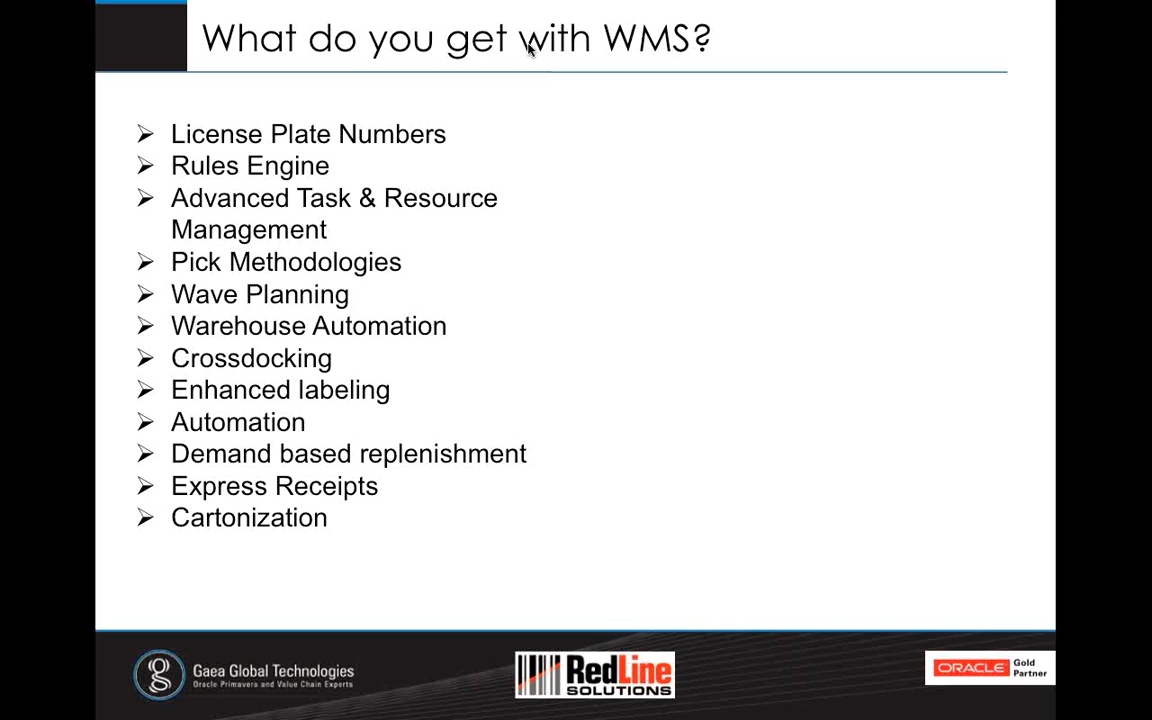 What do you get with WMS?
License Plate Numbers
Rules Engine
Advanced Task & Resource
Management
Pick Methodologies
Wave Planning
Warehouse Automation
Crossdocking
Enhanced labeling
Automation
Demand based replenishment
Express Receipts
Cartonization
g Gaea Global Technologies
Oracle Primavera and Value Chain Experts
RedLine
SOLUTIONS
ORACLE Gold
Partner